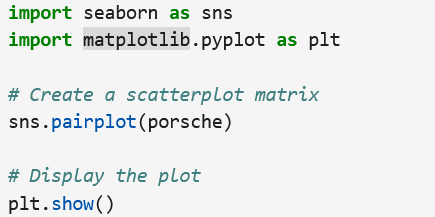 import seaborn as sns
import matplotlib.pyplot as plt
# Create a scatterplot matrix
sns.pairplot(porsche)
# Display the plot
plt.show()